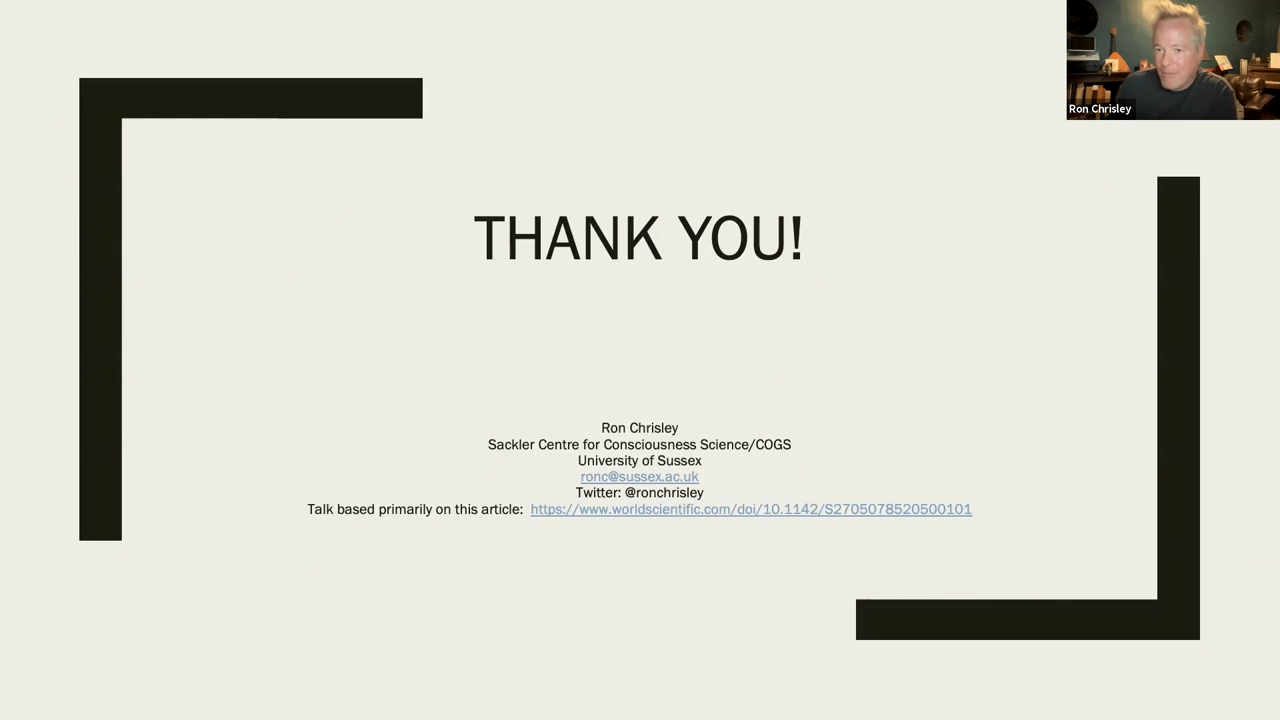 Ron Chrisley
THANK YOU!
Ron Chrisley
Sackler Centre for Consciousness Science/COGS
University of Sussex
ronc@sussex.ac.uk
Twitter: @ronchrisley
Talk based primarily on this article: https://www.worldscientific.com/doi/10.1142/S2705078520500101